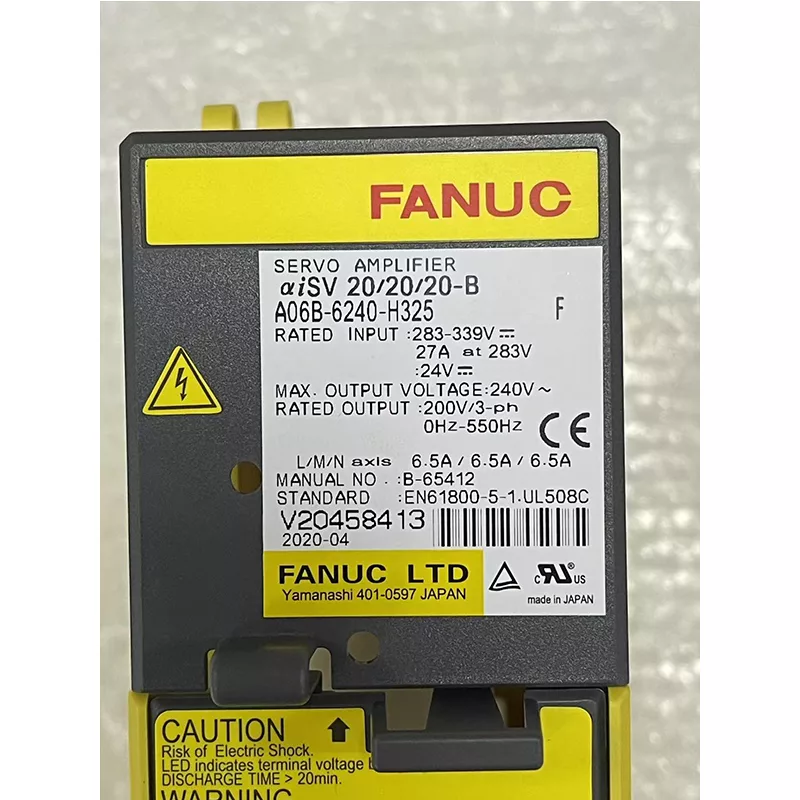 FANUC
SERVO AMPLIFIER
αiSV 20/20/20-B
A06B-6240-H325 F
RATED INPUT :283-339V⎓
27A at 283V
:24V⎓
MAX. OUTPUT VOLTAGE:240V~
RATED OUTPUT :200V/3-ph
0Hz-550Hz CE
L/M/N axis 6.5A / 6.5A / 6.5A
MANUAL NO. :B-65412
STANDARD :EN61800-5-1.UL508C
V20458413
2020-04
FANUC LTD
Yamanashi 401-0597 JAPAN
c RU US
made in JAPAN
CAUTION
Risk of Electric Shock.
LED indicates terminal voltage
DISCHARGE TIME > 20min.
WARNING